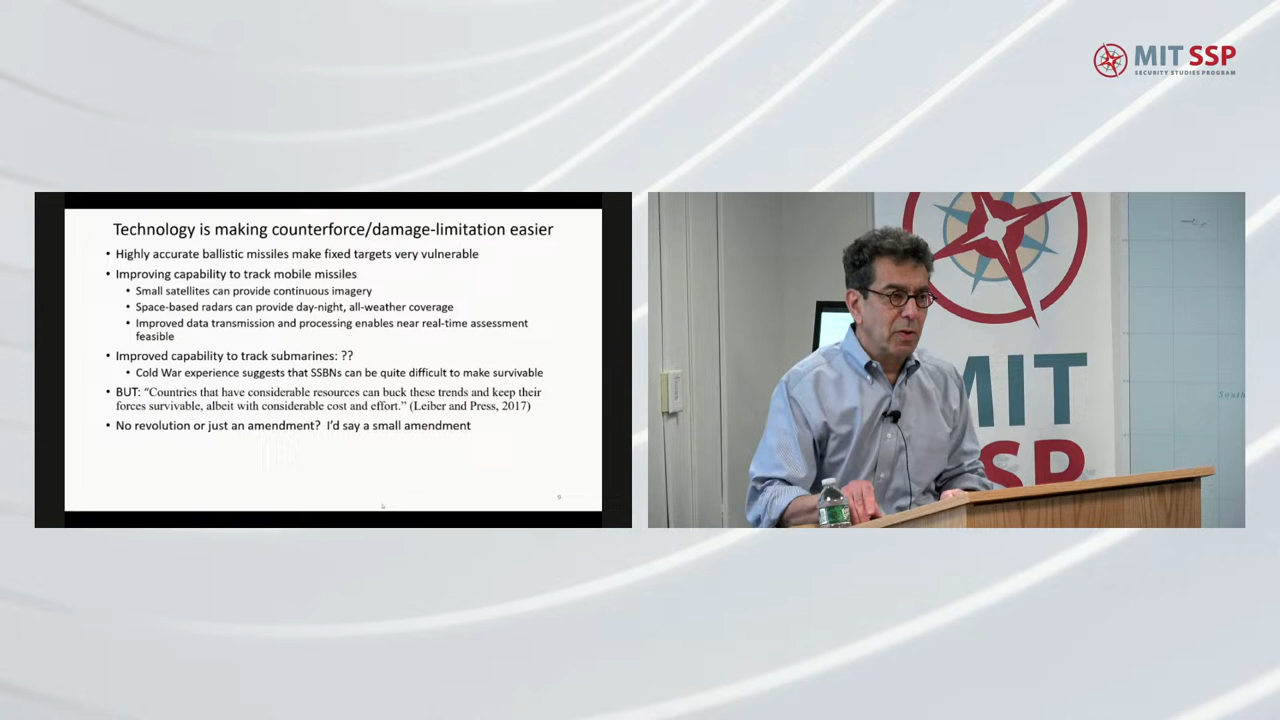 MIT SSP
SECURITY STUDIES PROGRAM
Technology is making counterforce/damage-limitation easier
• Highly accurate ballistic missiles make fixed targets very vulnerable
• Improving capability to track mobile missiles
• Small satellites can provide continuous imagery
• Space-based radars can provide day-night, all-weather coverage
• Improved data transmission and processing enables near real-time assessment
feasible
• Improved capability to track submarines: ??
• Cold War experience suggests that SSBNs can be quite difficult to make survivable
• BUT: “Countries that have considerable resources can buck these trends and keep their
forces survivable, albeit with considerable cost and effort.” (Leiber and Press, 2017)
• No revolution or just an amendment? I’d say a small amendment
9
MIT
SSP
South